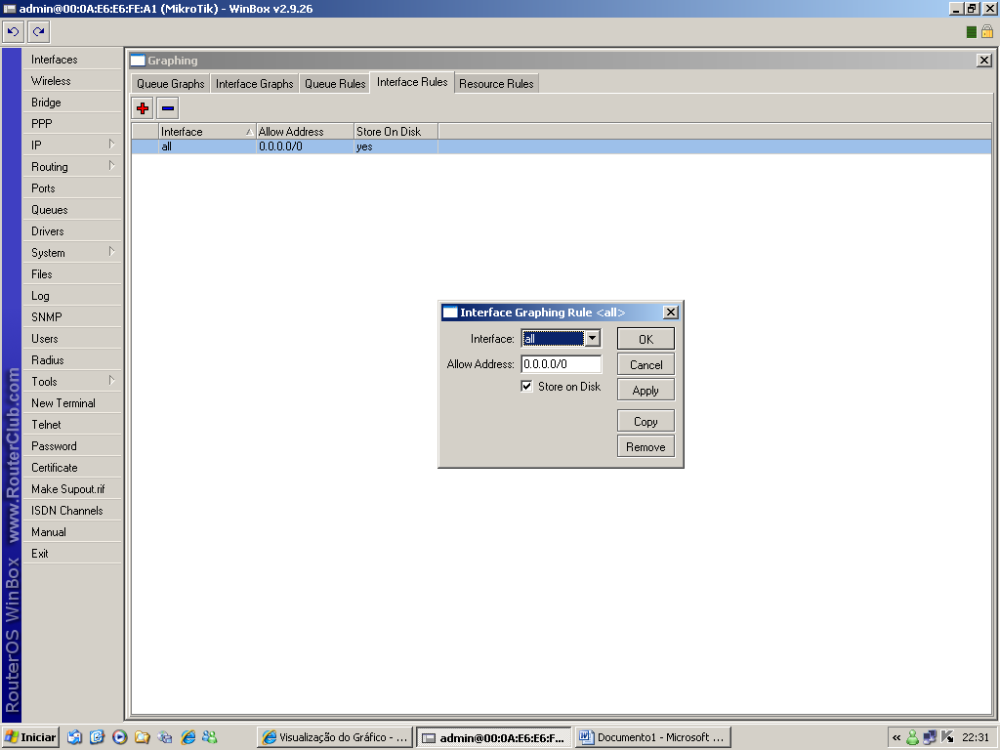 admin@00:0A:E6:E6:FE:A1 (MikroTik) - WinBox v2.9.26
Interfaces
Wireless
Bridge
PPP
IP
Routing
Ports
Queues
Drivers
System
Files
Log
SNMP
Users
Radius
Tools
New Terminal
Telnet
Password
Certificate
Make Supout.rif
ISDN Channels
Manual
Exit
RouterOS WinBox www.RouterClub.com
Graphing
Queue Graphs Interface Graphs Queue Rules Interface Rules Resource Rules
Interface Allow Address Store On Disk
all 0.0.0.0/0 yes
Interface Graphing Rule <all>
Interface: all OK
Allow Address: 0.0.0.0/0 Cancel
Store on Disk Apply
Copy
Remove
Iniciar Visualização do Gráfico - ... admin@00:0A:E6:E6:F... Documento1 - Microsoft ... « 22:31